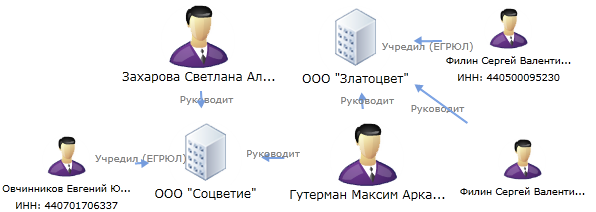 Захарова Светлана Ал...
ООО "Златоцвет"
Учредил (ЕГРЮЛ)
Филин Сергей Валенти...
ИНН: 440500095230
Руководит
Руководит
Руководит
Овчинников Евгений Ю...
ИНН: 440701706337
Учредил (ЕГРЮЛ)
ООО "Соцветие"
Руководит
Гутерман Максим Арка...
Филин Сергей Валенти...